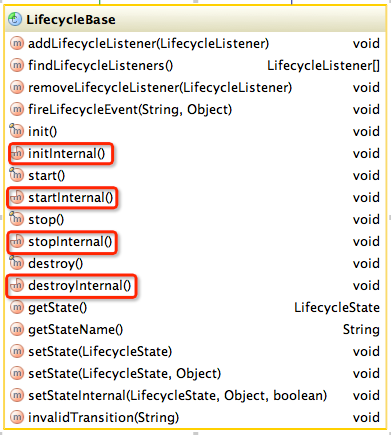 LifecycleBase
addLifecycleListener(LifecycleListener) void
findLifecycleListeners() LifecycleListener[]
removeLifecycleListener(LifecycleListener) void
fireLifecycleEvent(String, Object) void
init() void
initInternal() void
start() void
startInternal() void
stop() void
stopInternal() void
destroy() void
destroyInternal() void
getState() LifecycleState
getStateName() String
setState(LifecycleState) void
setState(LifecycleState, Object) void
setStateInternal(LifecycleState, Object, boolean) void
invalidTransition(String) void